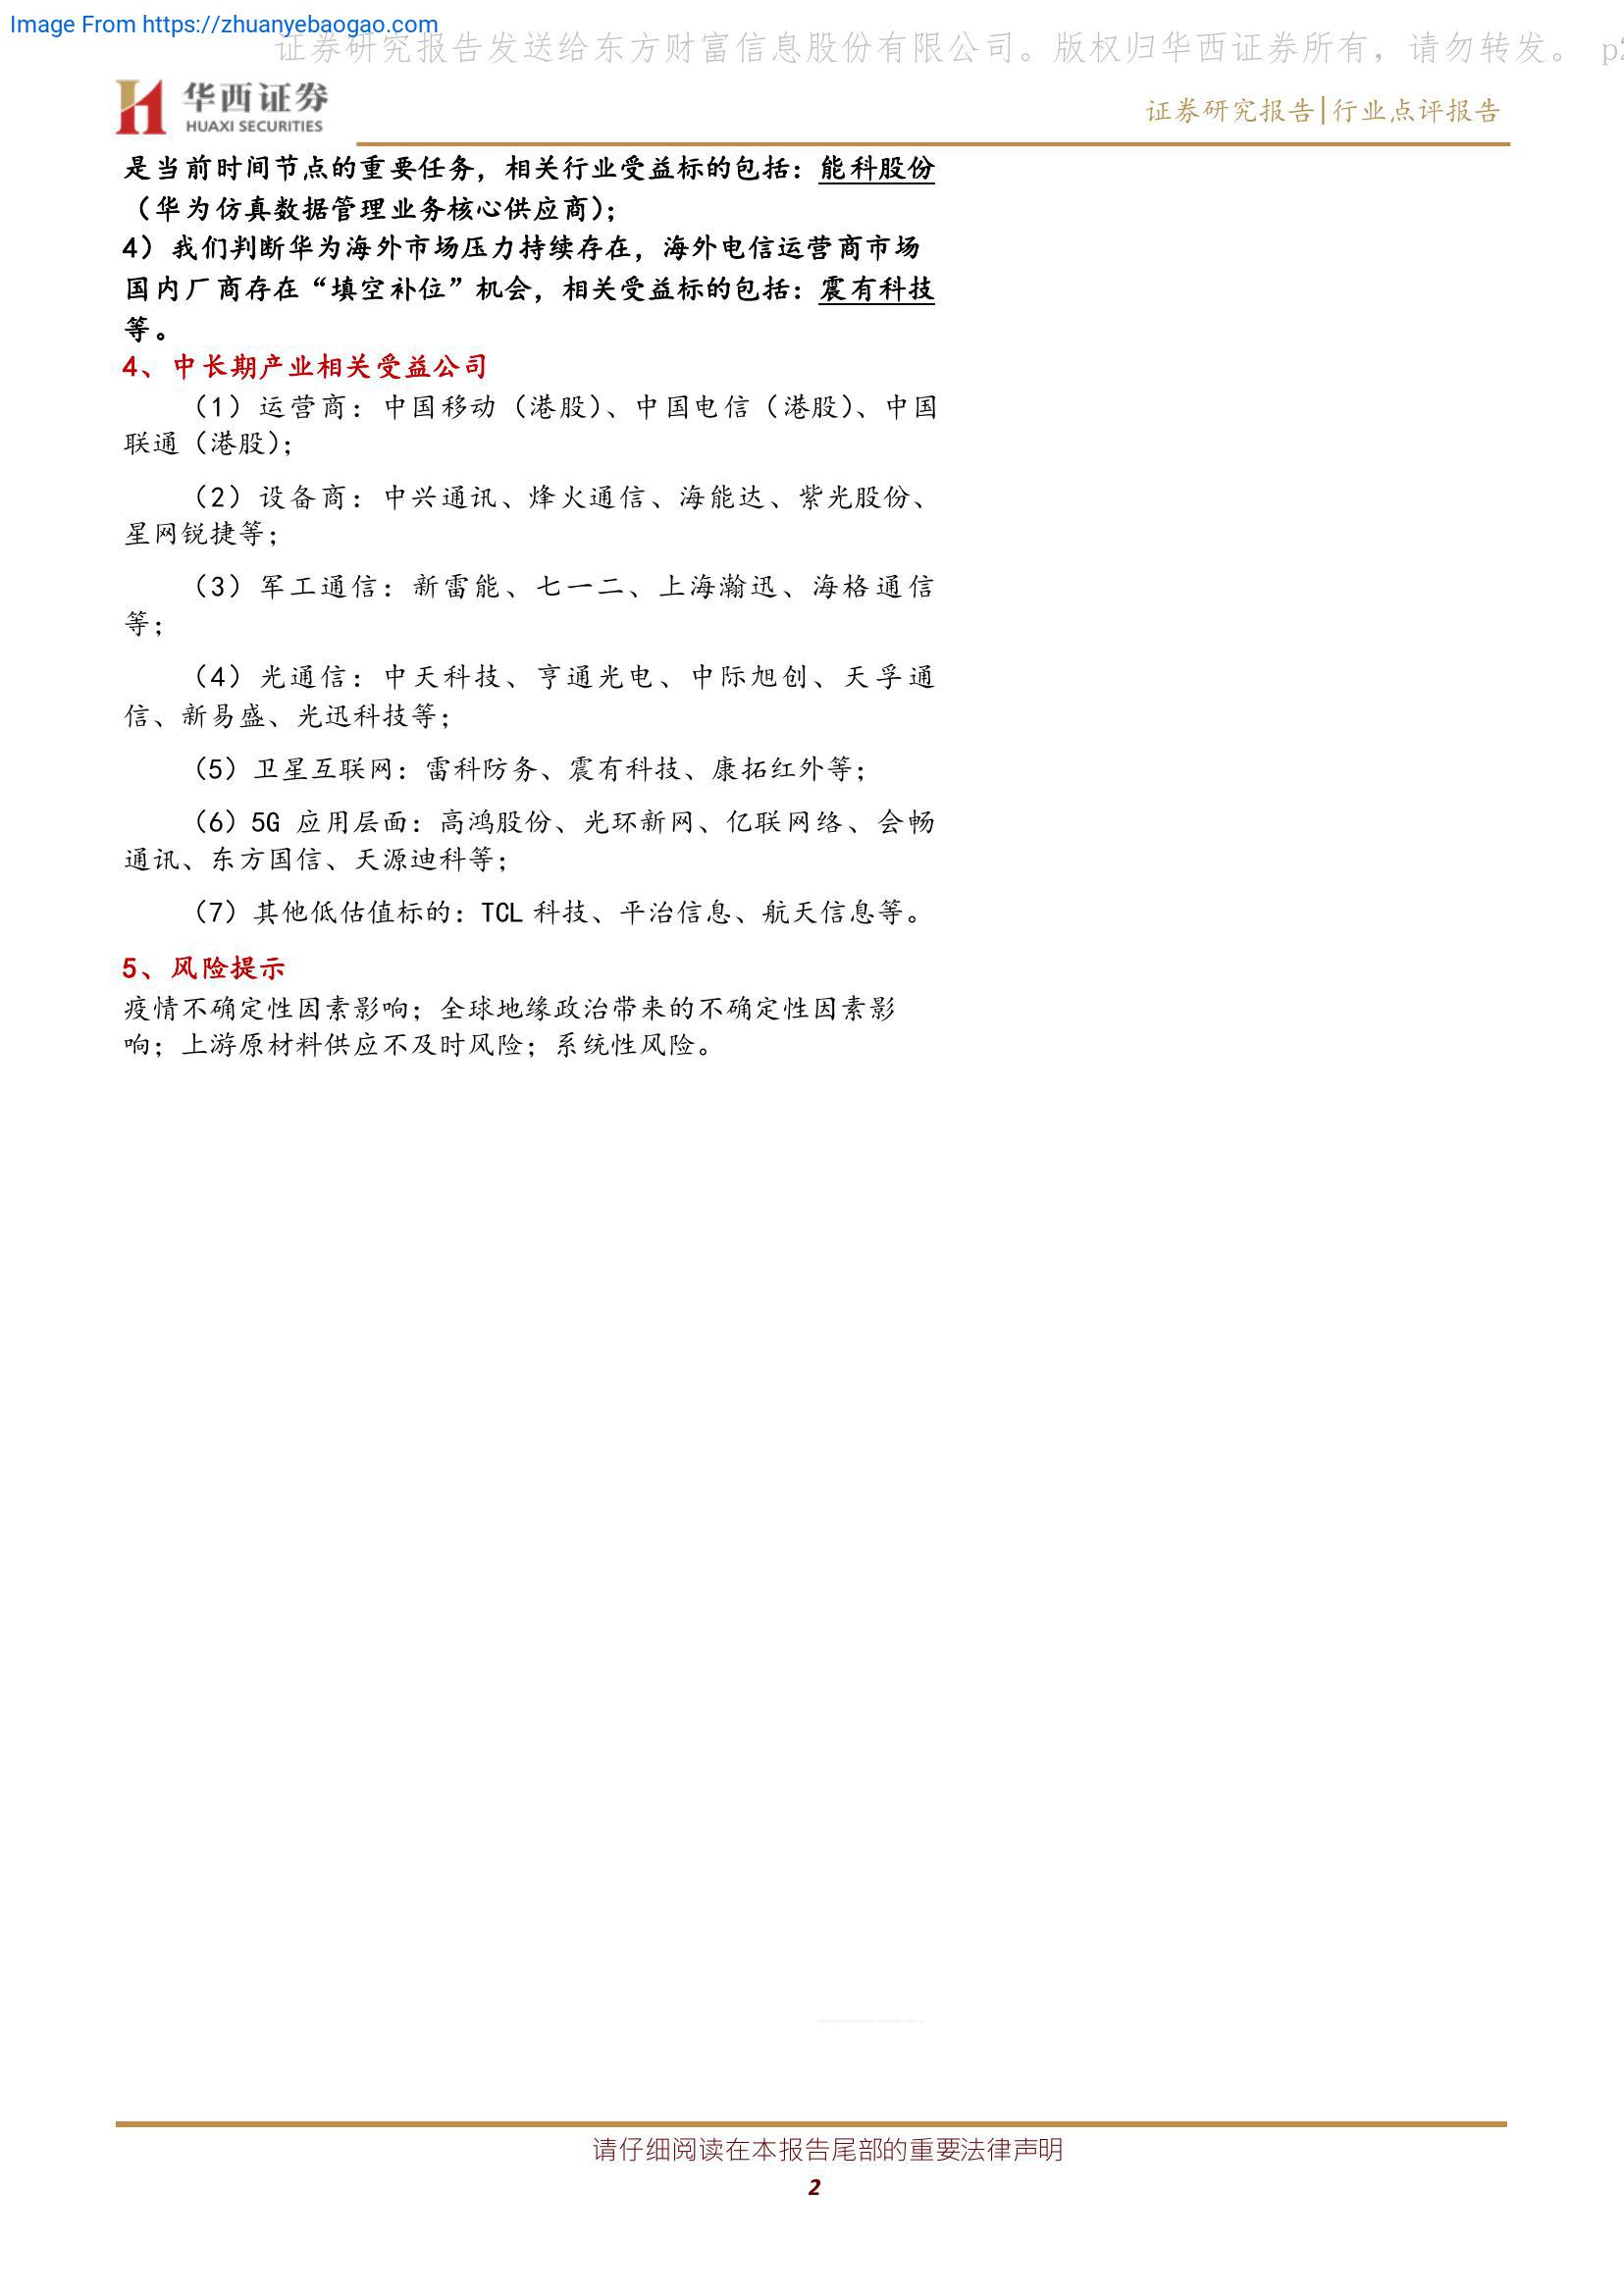 Image From https://zhuanyebaogao.com
证券研究报告发送给东方财富信息股份有限公司。版权归华西证券所有，请勿转发。 p2
华西证券
HUAXI SECURITIES
证券研究报告|行业点评报告
是当前时间节点的重要任务，相关行业受益标的包括：能科股份
（华为仿真数据管理业务核心供应商）；
4）我们判断华为海外市场压力持续存在，海外电信运营商市场
国内厂商存在“填空补位”机会，相关受益标的包括：震有科技
等。
4、中长期产业相关受益公司
（1）运营商：中国移动（港股）、中国电信（港股）、中国
联通（港股）；
（2）设备商：中兴通讯、烽火通信、海能达、紫光股份、
星网锐捷等；
（3）军工通信：新雷能、七一二、上海瀚迅、海格通信
等；
（4）光通信：中天科技、亨通光电、中际旭创、天孚通
信、新易盛、光迅科技等；
（5）卫星互联网：雷科防务、震有科技、康拓红外等；
（6）5G 应用层面：高鸿股份、光环新网、亿联网络、会畅
通讯、东方国信、天源迪科等；
（7）其他低估值标的：TCL 科技、平治信息、航天信息等。
5、风险提示
疫情不确定性因素影响；全球地缘政治带来的不确定性因素影
响；上游原材料供应不及时风险；系统性风险。
请仔细阅读在本报告尾部的重要法律声明
2